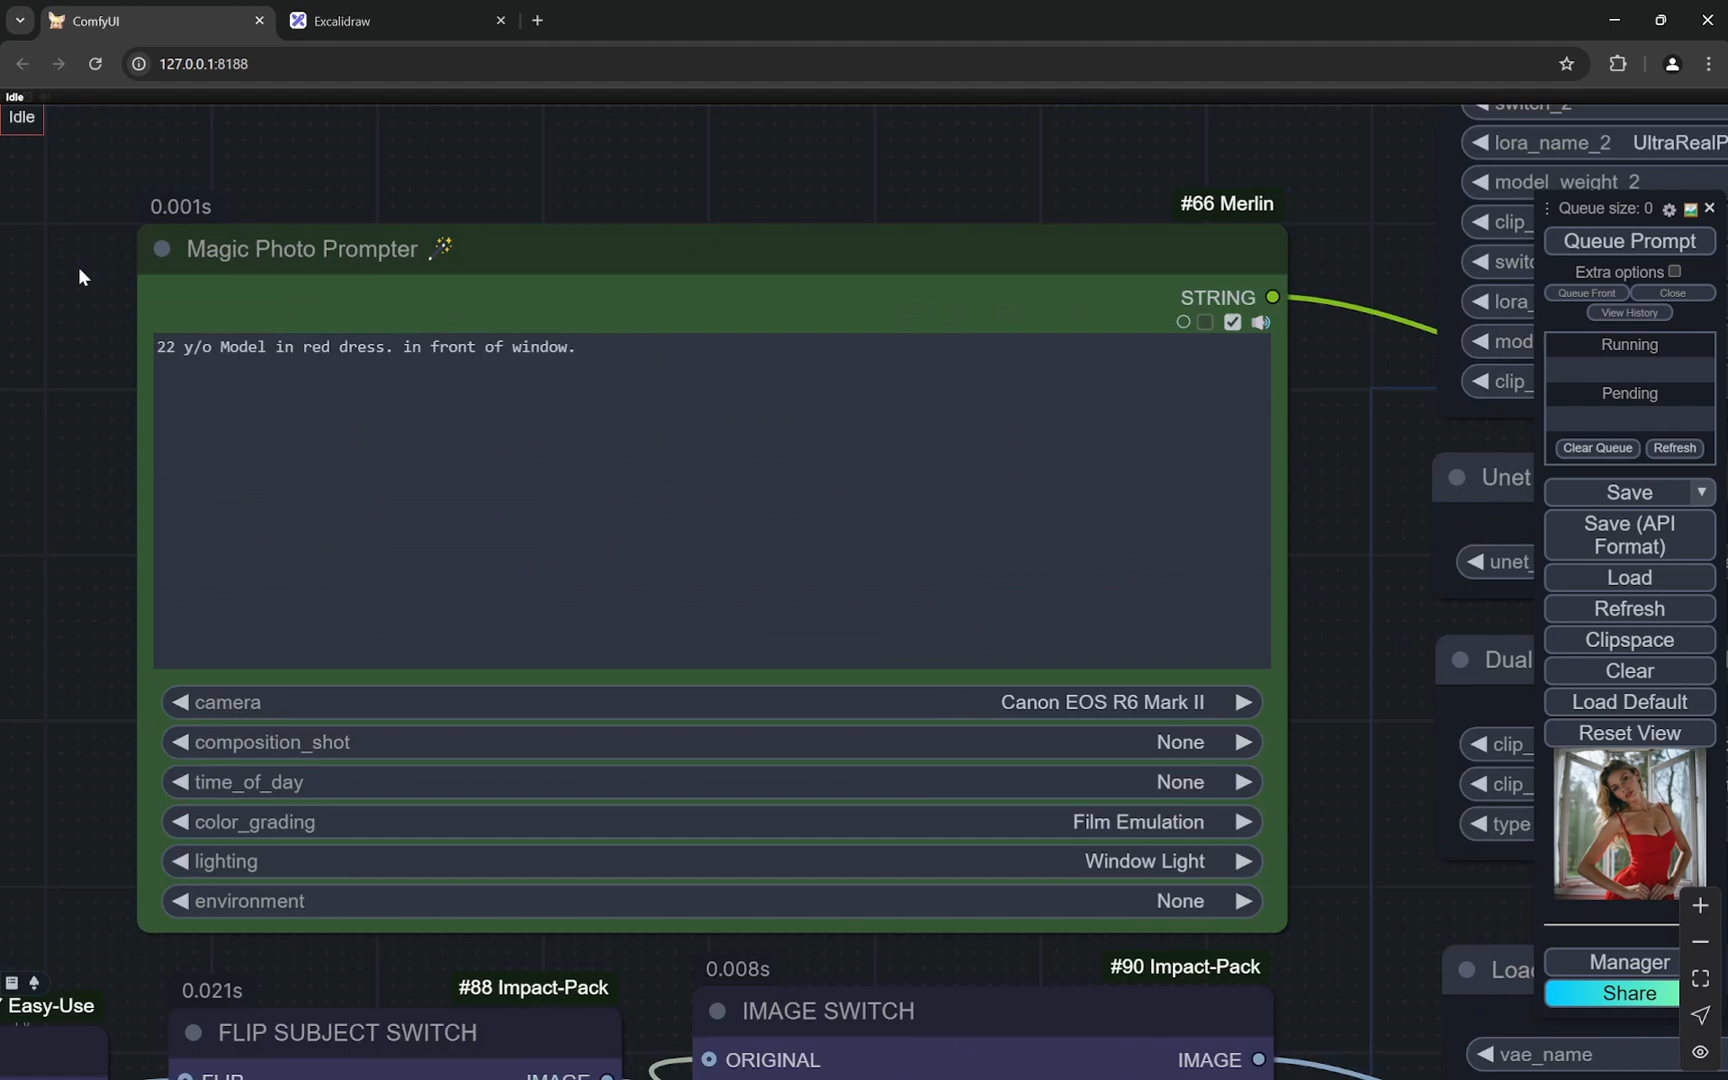 ComfyUI
Excalidraw
127.0.0.1:8188
Idle
Idle
0.001s
#66 Merlin
Magic Photo Prompter
STRING
22 y/o Model in red dress. in front of window.
camera Canon EOS R6 Mark II
composition_shot None
time_of_day None
color_grading Film Emulation
lighting Window Light
environment None
switch_2
lora_name_2 UltraRealP
model_weight_2
clip_
switc
lora_
mod
clip_
Unet
unet_
Dual
clip_
clip_
type
Loa
vae_name
Queue size: 0
Queue Prompt
Extra options
Queue Front Close
View History
Running
Pending
Clear Queue Refresh
Save
Save (API
Format)
Load
Refresh
Clipspace
Clear
Load Default
Reset View
Manager
Share
Easy-Use
0.021s
#88 Impact-Pack
FLIP SUBJECT SWITCH
FLIP IMAGE
0.008s
#90 Impact-Pack
IMAGE SWITCH
ORIGINAL IMAGE